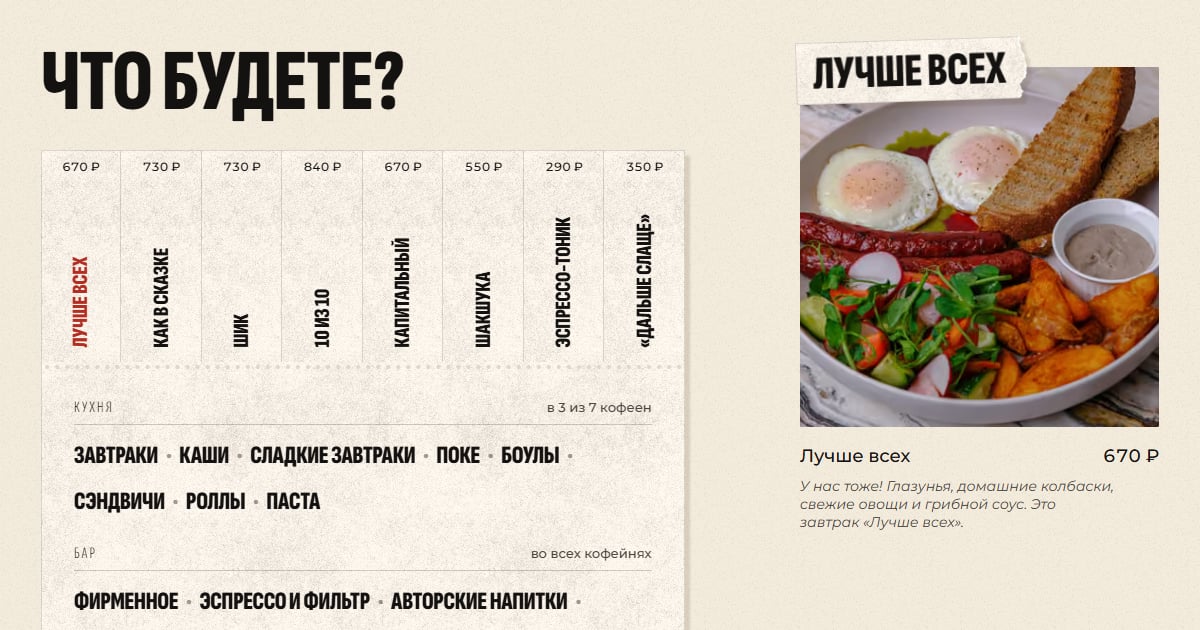 ЧТО БУДЕТЕ?
670 ₽
730 ₽
730 ₽
840 ₽
670 ₽
550 ₽
290 ₽
350 ₽
ЛУЧШЕ ВСЕХ
КАК В СКАЗКЕ
ШИК
10 ИЗ 10
КАПИТАЛЬНЫЙ
ШАКШУКА
ЭСПРЕССО-ТОНИК
«ДАЛЬШЕ СЛАЩЕ»
КУХНЯ
в 3 из 7 кофеен
ЗАВТРАКИ • КАШИ • СЛАДКИЕ ЗАВТРАКИ • ПОКЕ • БОУЛЫ •
СЭНДВИЧИ • РОЛЛЫ • ПАСТА
БАР
во всех кофейнях
ФИРМЕННОЕ • ЭСПРЕССО И ФИЛЬТР • АВТОРСКИЕ НАПИТКИ •
ЛУЧШЕ ВСЕХ
Лучше всех
670 ₽
У нас тоже! Глазунья, домашние колбаски,
свежие овощи и грибной соус. Это
завтрак «Лучше всех».